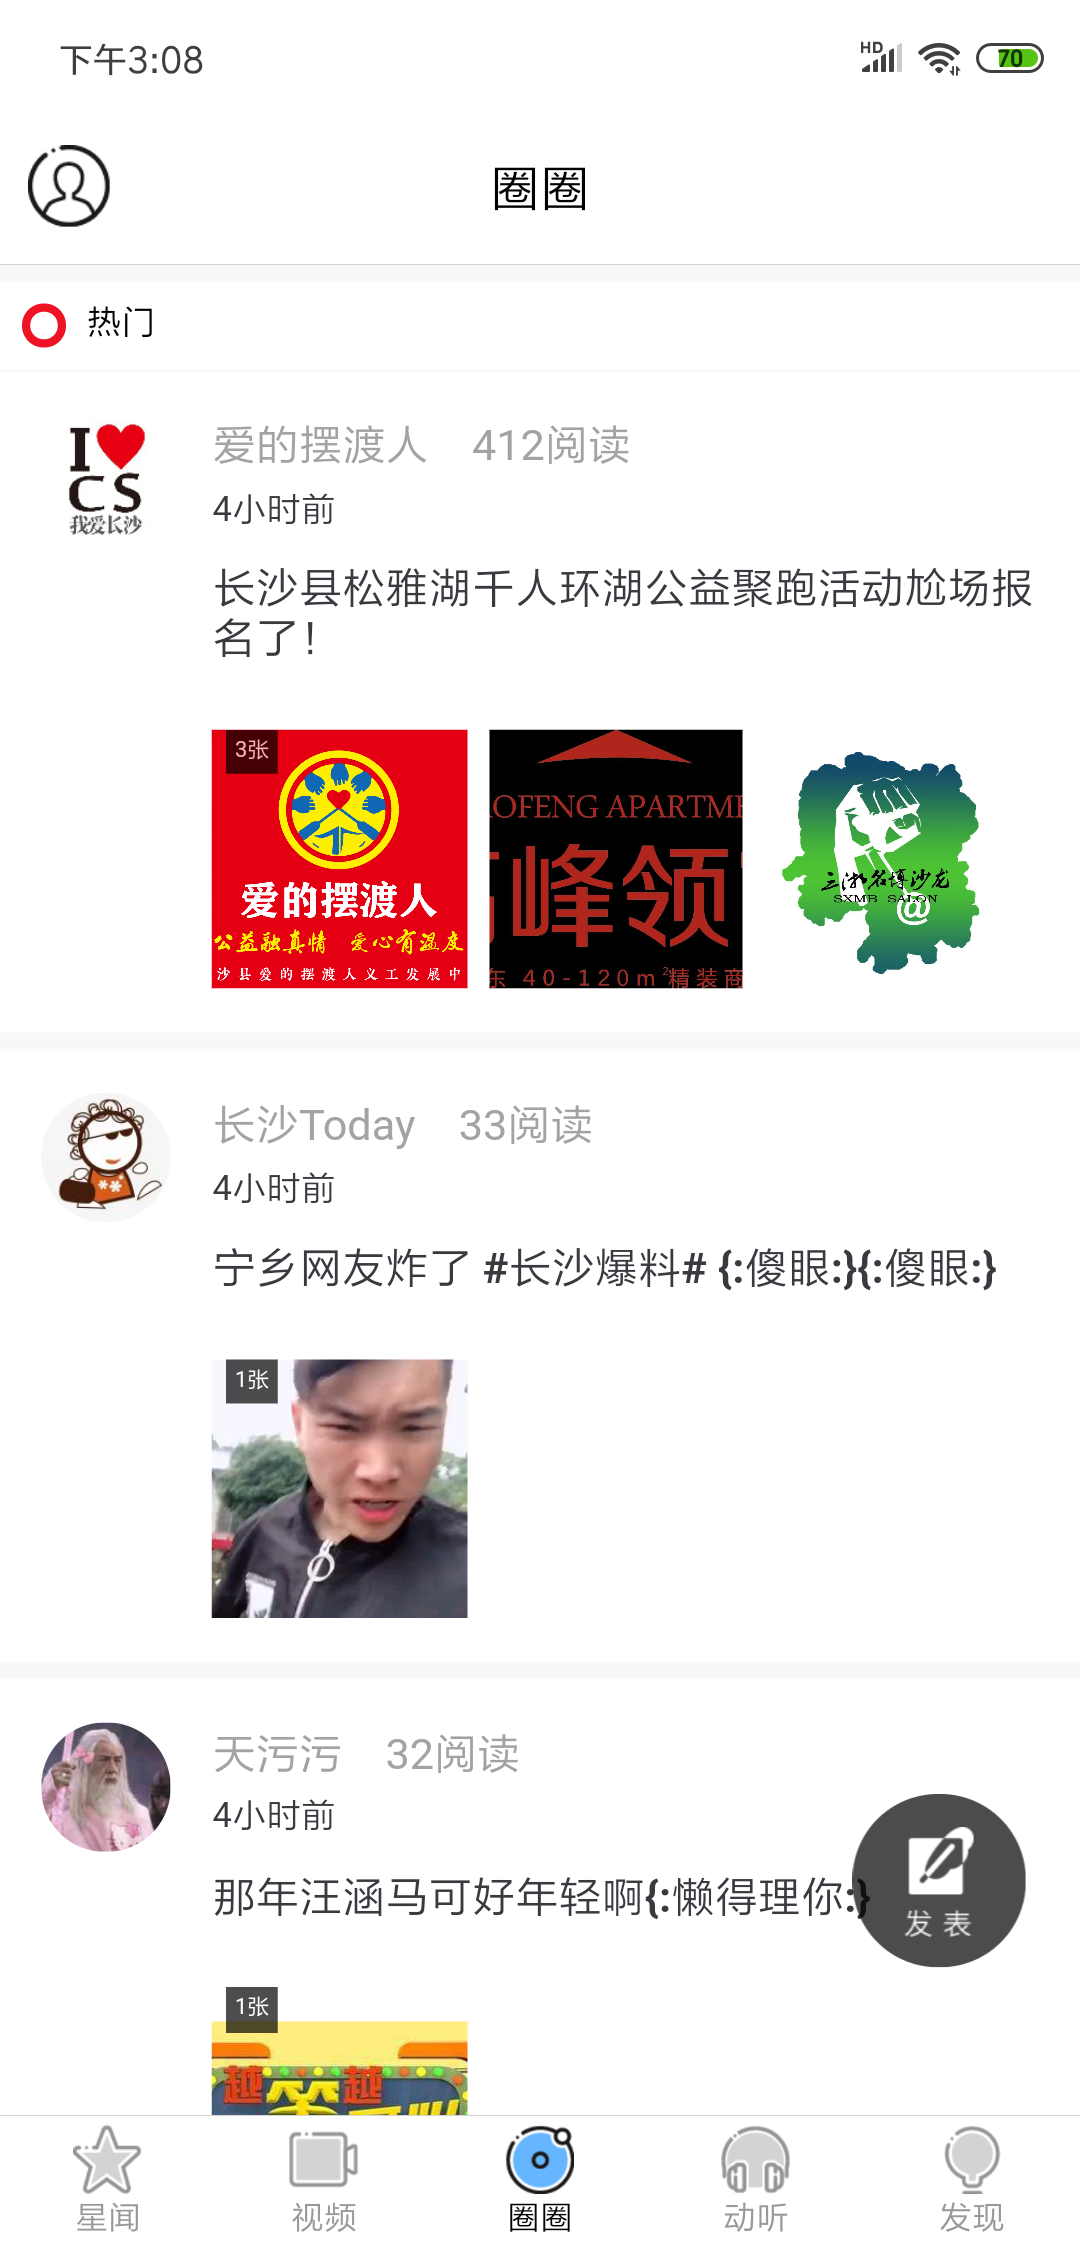 下午3:08
HD
70
圈圈
热门
I
CS
我爱长沙
爱的摆渡人 412阅读
4小时前
长沙县松雅湖千人环湖公益聚跑活动尬场报
名了!
3张
爱的摆渡人
公益融真情 爱心有温度
沙县爱的摆渡人义工发展中
OFENG APARTME
峰领
东 40-120m²精装商
三湘名博沙龙
SXMB SALON
@
长沙Today 33阅读
4小时前
宁乡网友炸了 #长沙爆料# {:傻眼:}{:傻眼:}
1张
天污污 32阅读
4小时前
那年汪涵马可好年轻啊{:懒得理你:}
发表
1张
越笑越
星闻
视频
圈圈
动听
发现